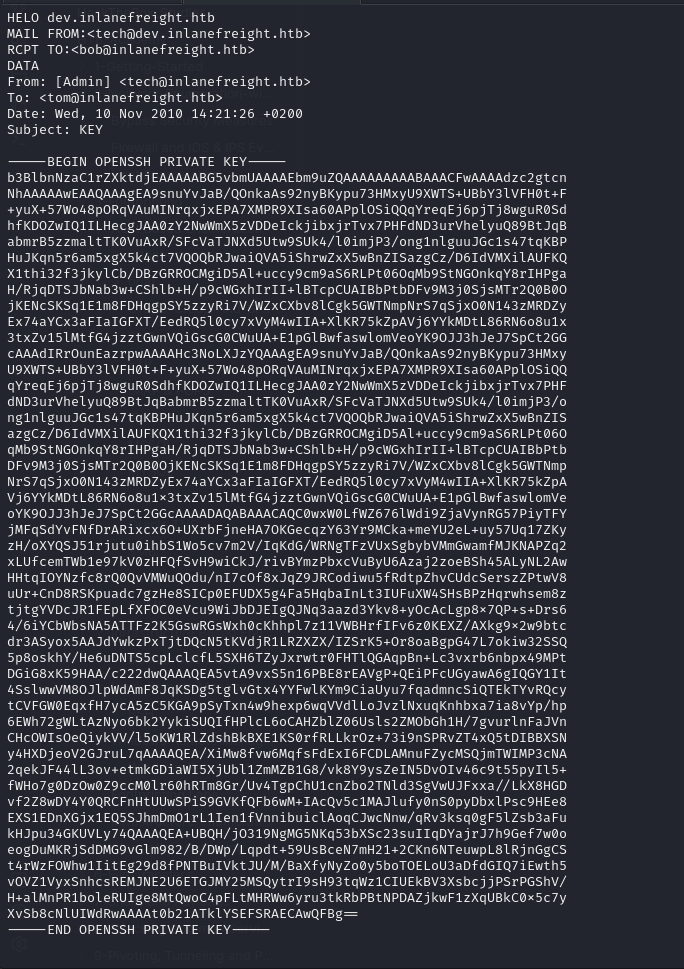 HELO dev.inlanefreight.htb
MAIL FROM:<tech@dev.inlanefreight.htb>
RCPT TO:<bob@inlanefreight.htb>
DATA
From: [Admin] <tech@inlanefreight.htb>
To: <tom@inlanefreight.htb>
Date: Wed, 10 Nov 2010 14:21:26 +0200
Subject: KEY
-----BEGIN OPENSSH PRIVATE KEY-----
b3BlbnNzaC1rZXktdjEAAAAABG5vbmUAAAAEbm9uZQAAAAAAAAABAAACFwAAAAdzc2gtcn
NhAAAAAwEAAQAAAgEA9snuYvJaB/QOnkaAs92nyBKypu73HMxyU9XWTS+UBbY3lVFH0t+F
+yuX+57Wo48pORqVAuMINrqxjxEPA7XMPR9XIsa60APplOSiQQqYreqEj6pjTj8wguR0Sd
hfKDOZwIQ1ILHecgJAA0zY2NwWmX5zVDDeIckjibxjrTvx7PHFdND3urVhelyuQ89BtJqB
abmrB5zzmaltTK0VuAxR/SFcVaTJNXd5Utw9SUk4/l0imjP3/ong1nlguuJGc1s47tqKBP
HuJKqn5r6am5xgX5k4ct7VQOQbRJwaiQVA5iShrwZxX5wBnZISazgCz/D6IdVMXilAUFKQ
X1thi32f3jkylCb/DBzGRROCMgiD5Al+uccy9cm9aS6RLPt06OqMb9StNGOnkqY8rIHPga
H/RjqDTSJbNab3w+CShlb+H/p9cWGxhIrII+lBTcpCUAIBbPtbDFv9M3j0SjsMTr2Q0B0O
jKENcSKSq1E1m8FDHqgpSY5zzyRi7V/WZxCXbv8lCgk5GWTNmpNrS7qSjxO0N143zMRDZy
Ex74aYCx3aFIaIGFXT/EedRQ5l0cy7xVyM4wIIA+XlKR75kZpAVj6YYkMDtL86RN6o8u1x
3txZv15lMtfG4jzztGwnVQiGscG0CWuUA+E1pGlBwfaswlomVeoYK9OJJ3hJeJ7SpCt2GG
cAAAdIRrOunEazrpwAAAAHc3NoLXJzYQAAAgEA9snuYvJaB/QOnkaAs92nyBKypu73HMxy
U9XWTS+UBbY3lVFH0t+F+yuX+57Wo48pORqVAuMINrqxjxEPA7XMPR9XIsa60APplOSiQQ
qYreqEj6pjTj8wguR0SdhfKDOZwIQ1ILHecgJAA0zY2NwWmX5zVDDeIckjibxjrTvx7PHF
dND3urVhelyuQ89BtJqBabmrB5zzmaltTK0VuAxR/SFcVaTJNXd5Utw9SUk4/l0imjP3/o
ng1nlguuJGc1s47tqKBPHuJKqn5r6am5xgX5k4ct7VQOQbRJwaiQVA5iShrwZxX5wBnZIS
azgCz/D6IdVMXilAUFKQX1thi32f3jkylCb/DBzGRROCMgiD5Al+uccy9cm9aS6RLPt06O
qMb9StNGOnkqY8rIHPgaH/RjqDTSJbNab3w+CShlb+H/p9cWGxhIrII+lBTcpCUAIBbPtb
DFv9M3j0SjsMTr2Q0B0OjKENcSKSq1E1m8FDHqgpSY5zzyRi7V/WZxCXbv8lCgk5GWTNmp
NrS7qSjxO0N143zMRDZyEx74aYCx3aFIaIGFXT/EedRQ5l0cy7xVyM4wIIA+XlKR75kZpA
Vj6YYkMDtL86RN6o8u1x3txZv15lMtfG4jzztGwnVQiGscG0CWuUA+E1pGlBwfaswlomVe
oYK9OJJ3hJeJ7SpCt2GGcAAAADAQABAAACAQC0wxW0LfWZ676lWdi9ZjaVynRG57PiyTFY
jMFqSdYvFNfDrARixcx6O+UXrbFjneHA7OKGecqzY63Yr9MCka+meYU2eL+uy57Uq17ZKy
zH/oXYQSJ51rjutu0ihbS1Wo5cv7m2V/IqKdG/WRNgTFzVUxSgbybVMmGwamfMJKNAPZq2
xLUfcemTWb1e97kV0zHFQfSvH9wiCkJ/rivBYmzPbxcVuByU6Azaj2zoeBSh45ALyNL2Aw
HHtqIOYNzfc8rQ0QvVMWuQOdu/nI7cOf8xJqZ9JRCodiwu5fRdtpZhvCUdcSerszZPtwV8
uUr+CnD8RSKpuadc7gzHe8SICp0EFUDX5g4Fa5HqbaInLt3IUFuXW4SHsBPzHqrwhsem8z
tjtgYVDcJR1FEpLfXFOC0eVcu9WiJbDJEIgQJNq3aazd3Ykv8+yOcAcLgp8x7QP+s+Drs6
4/6iYCbWbsNA5ATTFz2K5GswRGsWxh0cKhhpl7z11VWBHrfIFv6z0KEXZ/AXkg9x2w9btc
dr3ASyox5AAJdYwkzPxTjtDQcN5tKVdjR1LRZXZX/IZSrK5+Or8oaBgpG47L7okiw32SSQ
5p8oskhY/He6uDNTS5cpLclcfL5SXH6TZyJxrwtr0FHTlQGAqpBn+Lc3vxrb6nbpx49MPt
DGiG8xK59HAA/c222dwQAAAQEA5vtA9vxS5n16PBE8rEAVgP+QEiPFcUGyawA6gIQGY1It
4SslwwVM8OJlpWdAmF8JqKSDg5tglvGtx4YYFwlKYm9CiaUyu7fqadmncSiQTEkTYvRQcy
tCVFGW0EqxfH7ycA5zC5KGA9pSyTxn4w9hexp6wqVVdlLoJvzlNxuqKnhbxa7ia8vYp/hp
6EWh72gWLtAzNyo6bk2YykiSUQIfHPlcL6oCAHZblZ06Usls2ZMObGh1H/7gvurlnFaJVn
CHcOWIsOeQiykVV/l5oKW1RlZdshBkBXE1KS0rfRLLkrOz+73i9nSPRvZT4xQ5tDIBBXSN
y4HXDjeoV2GJruL7qAAAAQEA/XiMw8fvw6MqfsFdExI6FCDLAMnuFZycMSQjmTWIMP3cNA
2qekJF44lL3ov+etmkGDiaWI5XjUbl1ZmMZB1G8/vk8Y9ysZeIN5DvOIv46c9t55pyIl5+
fWHo7g0DzOw0Z9ccM0lr60hRTm8Gr/Uv4TgpChU1cnZbo2TNld3SgVwUJFxxa//LkX8HGD
vf2Z8wDY4Y0QRCFnHtUUwSPiS9GVKfQFb6wM+IAcQv5c1MAJlufy0nS0pyDbxlPsc9HEe8
EXS1EDnXGjx1EQ5SJhmDmO1rL1Ien1fVnnibuiclAoqCJwcNnw/qRv3ksq0gF5lZsb3aFu
kHJpu34GKUVLy74QAAAQEA+UBQH/jO319NgMG5NKq53bXSc23suIIqDYajrJ7h9Gef7w0o
eogDuMKRjSdDMG9vGlm982/B/DWp/Lqpdt+59UsBceN7mH21+2CKn6NTeuwpL8lRjnGgCS
t4rWzFOWhw1IitEg29d8fPNTBuIVktJU/M/BaXfyNyZo0y5boTOELoU3aDfdGIQ7iEwth5
vOVZ1VyxSnhcsREMJNE2U6ETGJMY25MSQytrI9sH93tqWz1CIUEkBV3XsbcjjPSrPGShV/
H+alMnPR1boleRUIge8MtQwoC4pFLtMHRWw6yru3tkRbPBtNPDAZjkwF1zXqUBkC0x5c7y
XvSb8cNlUIWdRwAAAAt0b21ATklYSEFSRAECAwQFBg==
-----END OPENSSH PRIVATE KEY-----